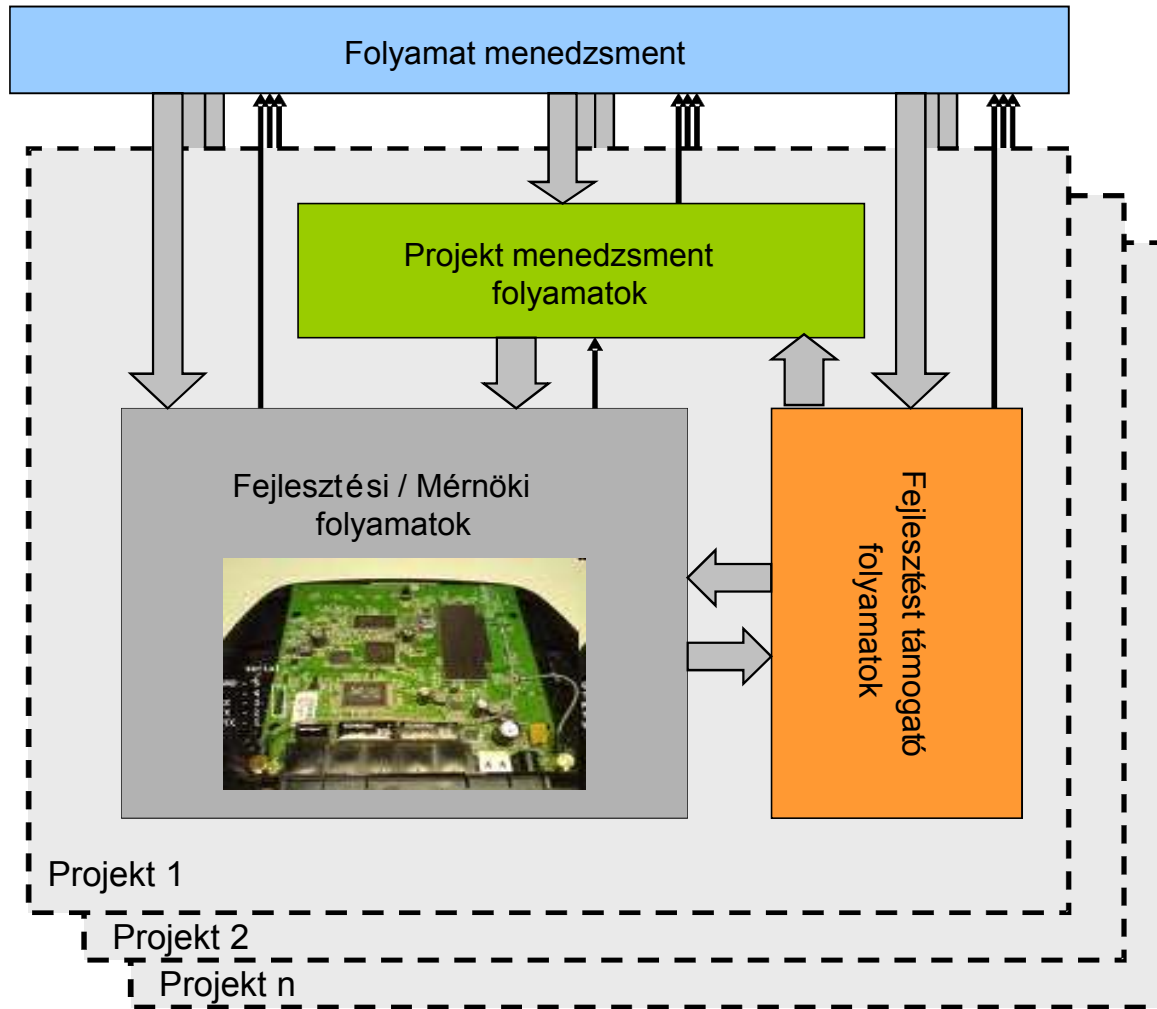 Folyamat menedzsment
Projekt menedzsment
folyamatok
Fejlesztési / Mérnöki
folyamatok
Fejlesztést támogató
folyamatok
Projekt 1
Projekt 2
Projekt n